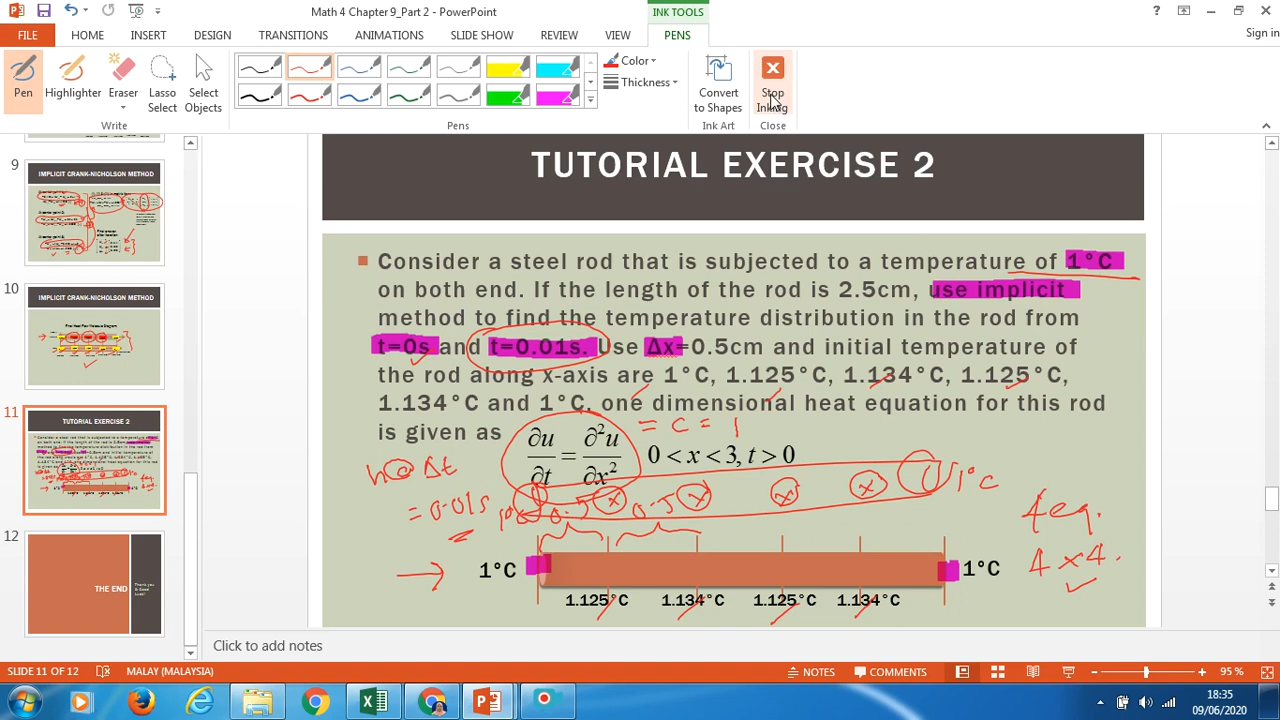 Math 4 Chapter 9_Part 2 - PowerPoint
INK TOOLS
?
Sign in
FILE
HOME
INSERT
DESIGN
TRANSITIONS
ANIMATIONS
SLIDE SHOW
REVIEW
VIEW
PENS
Pen
Highlighter
Eraser
Lasso Select
Select Objects
Write
Pens
Color
Thickness
Convert to Shapes
Ink Art
Stop Inking
Close
9
IMPLICIT CRANK-NICHOLSON METHOD
10
IMPLICIT CRANK-NICHOLSON METHOD
11
TUTORIAL EXERCISE 2
12
THE END
TUTORIAL EXERCISE 2
Consider a steel rod that is subjected to a temperature of 1°C
on both end. If the length of the rod is 2.5cm, use implicit
method to find the temperature distribution in the rod from
t=0s and t=0.01s. Use Δx=0.5cm and initial temperature of
the rod along x-axis are 1°C, 1.125°C, 1.134°C, 1.125°C,
1.134°C and 1°C, one dimensional heat equation for this rod
is given as
∂u/∂t = ∂²u/∂x² 0 < x < 3, t > 0
= c = 1
h @ Δt
= 0.01s
0.5
0.5
1°C
4 eq.
4 x 4.
1°C
1°C
1.125°C 1.134°C 1.125°C 1.134°C
Click to add notes
SLIDE 11 OF 12
MALAY (MALAYSIA)
NOTES
COMMENTS
95 %
18:35
09/06/2020